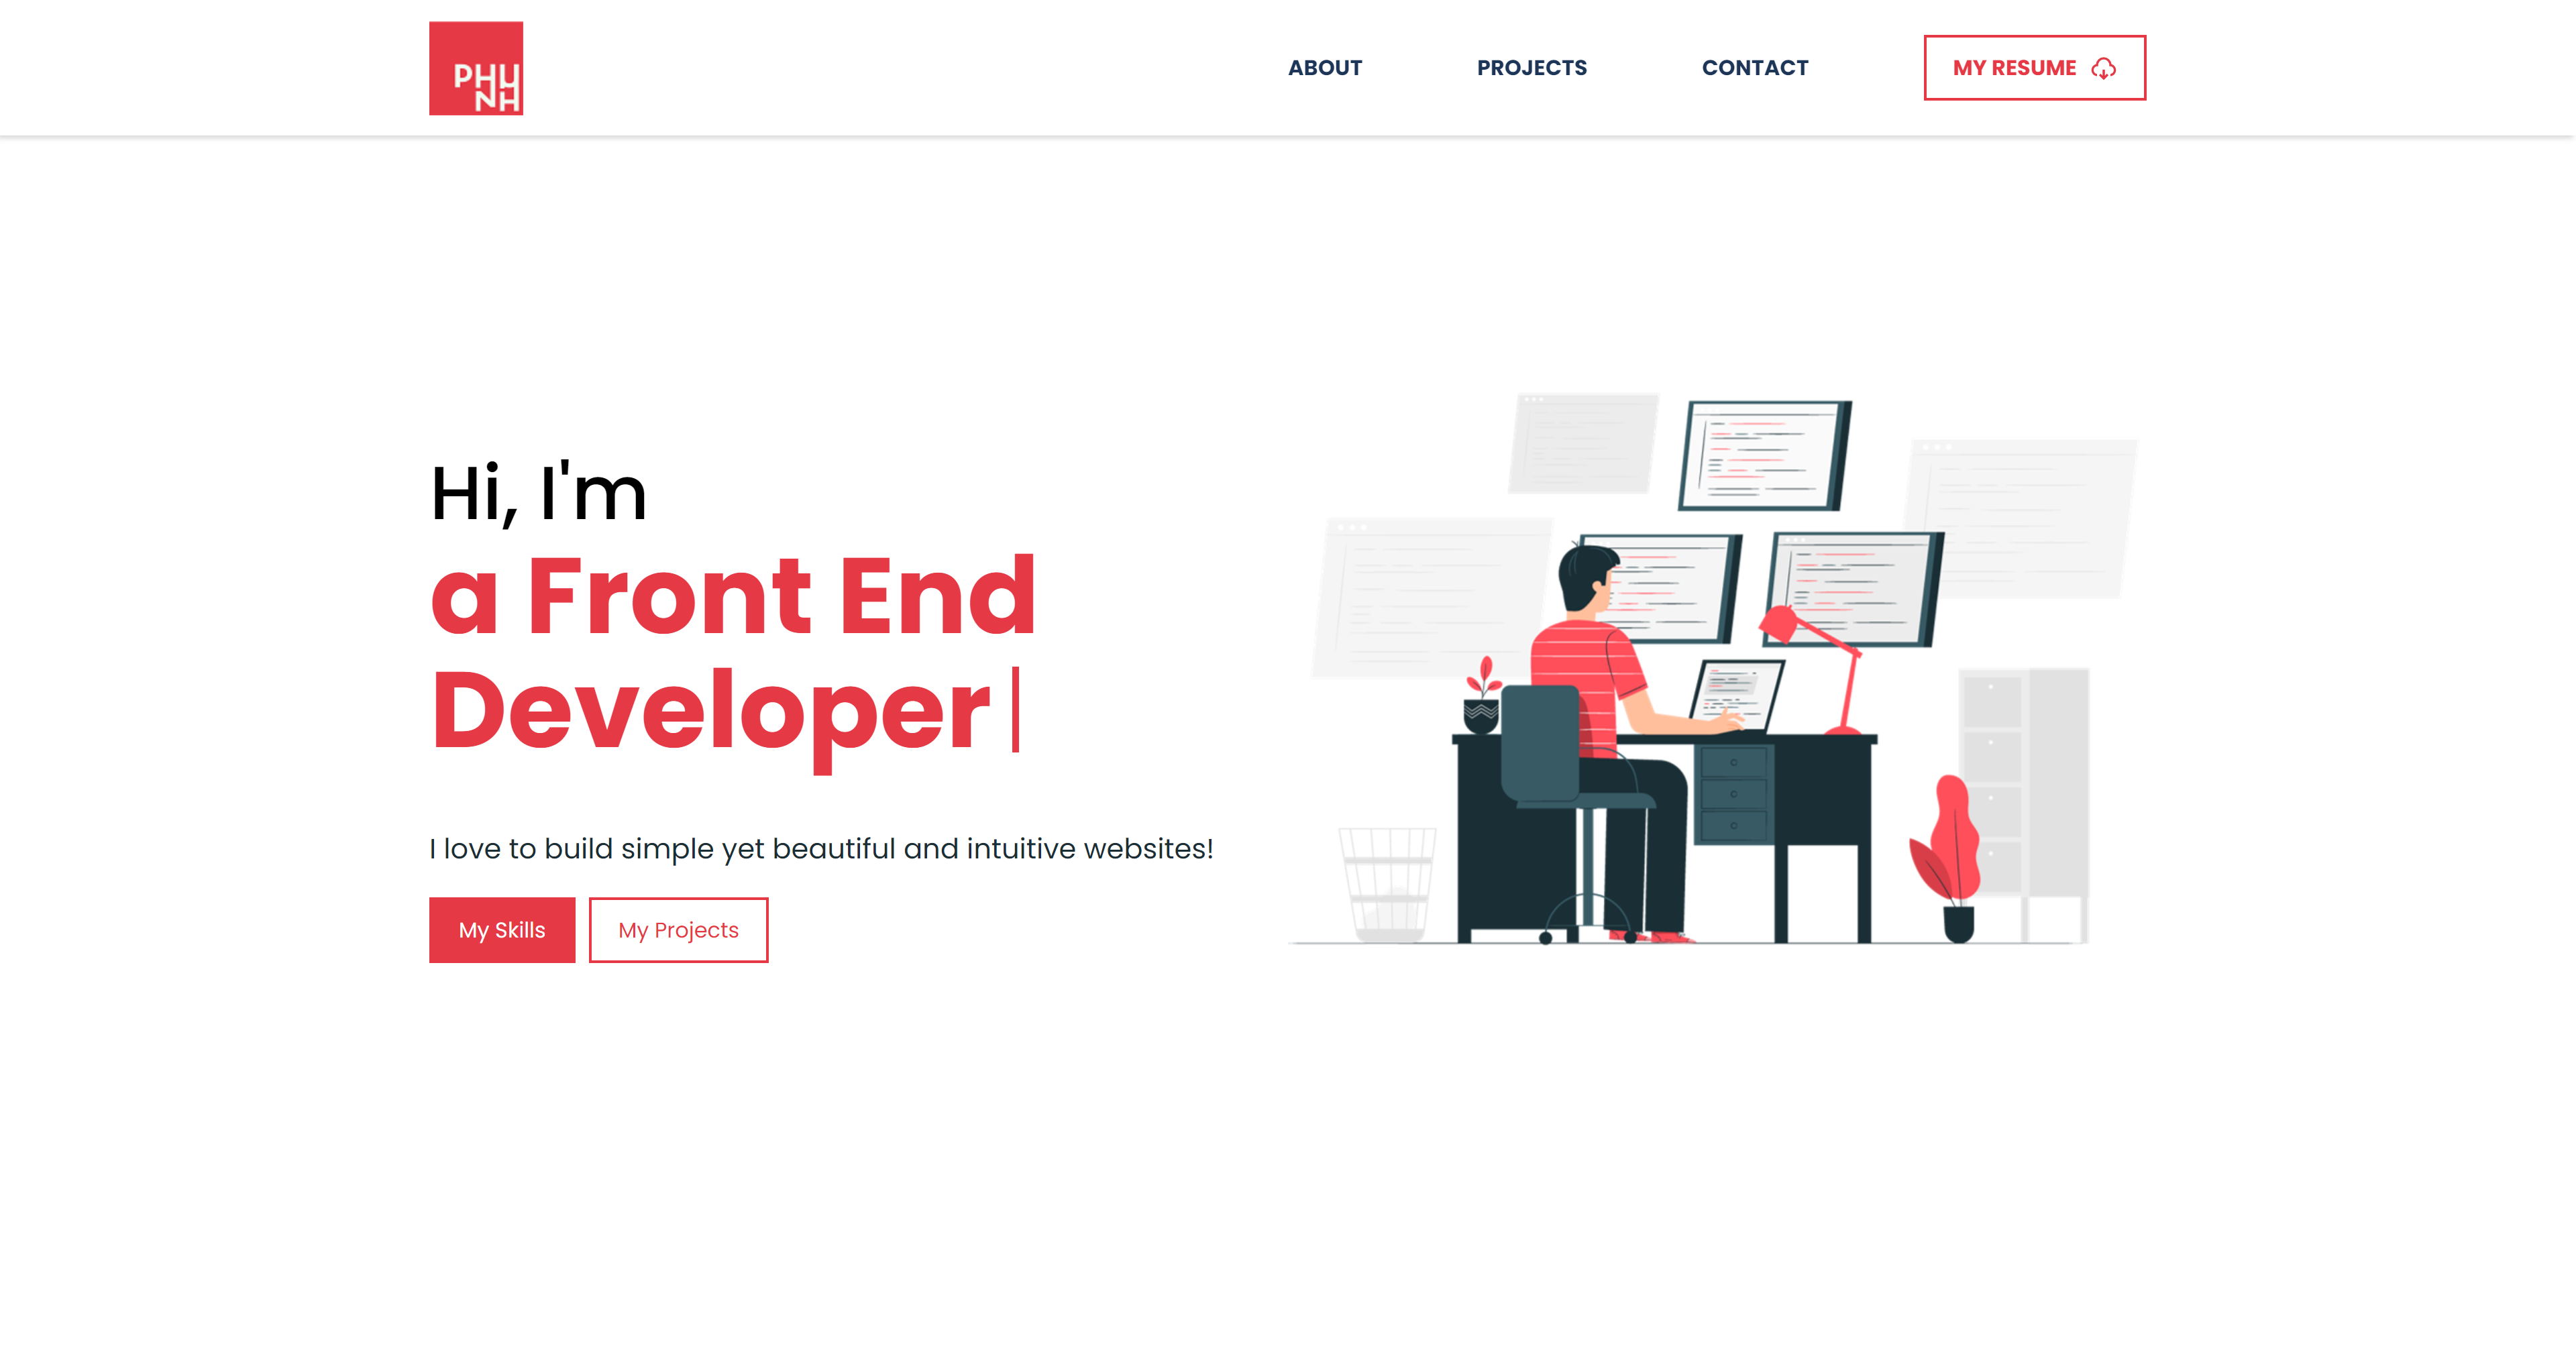 PHU
NH
ABOUT
PROJECTS
CONTACT
MY RESUME
Hi, I'm
a Front End
Developer
I love to build simple yet beautiful and intuitive websites!
My Skills
My Projects